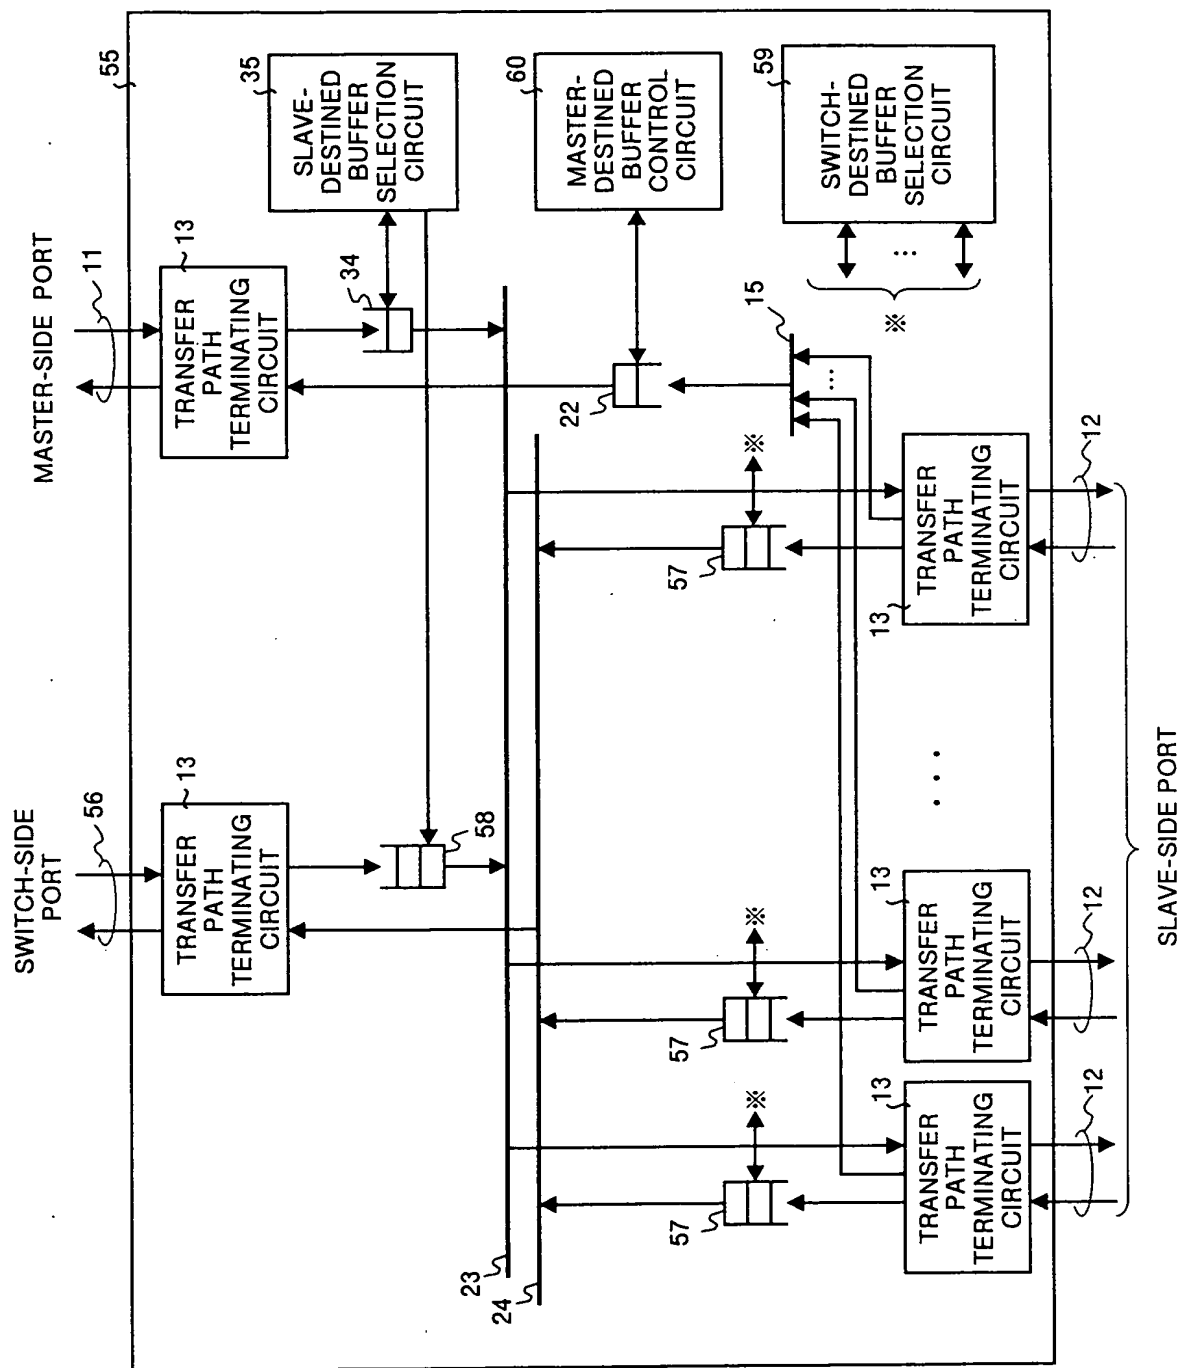 SWITCH-SIDE
PORT
MASTER-SIDE PORT
56
11
55
TRANSFER
PATH
TERMINATING
CIRCUIT
13
TRANSFER
PATH
TERMINATING
CIRCUIT
13
35
SLAVE-
DESTINED
BUFFER
SELECTION
CIRCUIT
34
58
60
MASTER-
DESTINED
BUFFER
CONTROL
CIRCUIT
22
23
24
59
SWITCH-
DESTINED
BUFFER
SELECTION
CIRCUIT
...
※
15
...
57
※
57
※
57
※
13
TRANSFER
PATH
TERMINATING
CIRCUIT
13
TRANSFER
PATH
TERMINATING
CIRCUIT
. . .
13
TRANSFER
PATH
TERMINATING
CIRCUIT
12
12
12
SLAVE-SIDE PORT